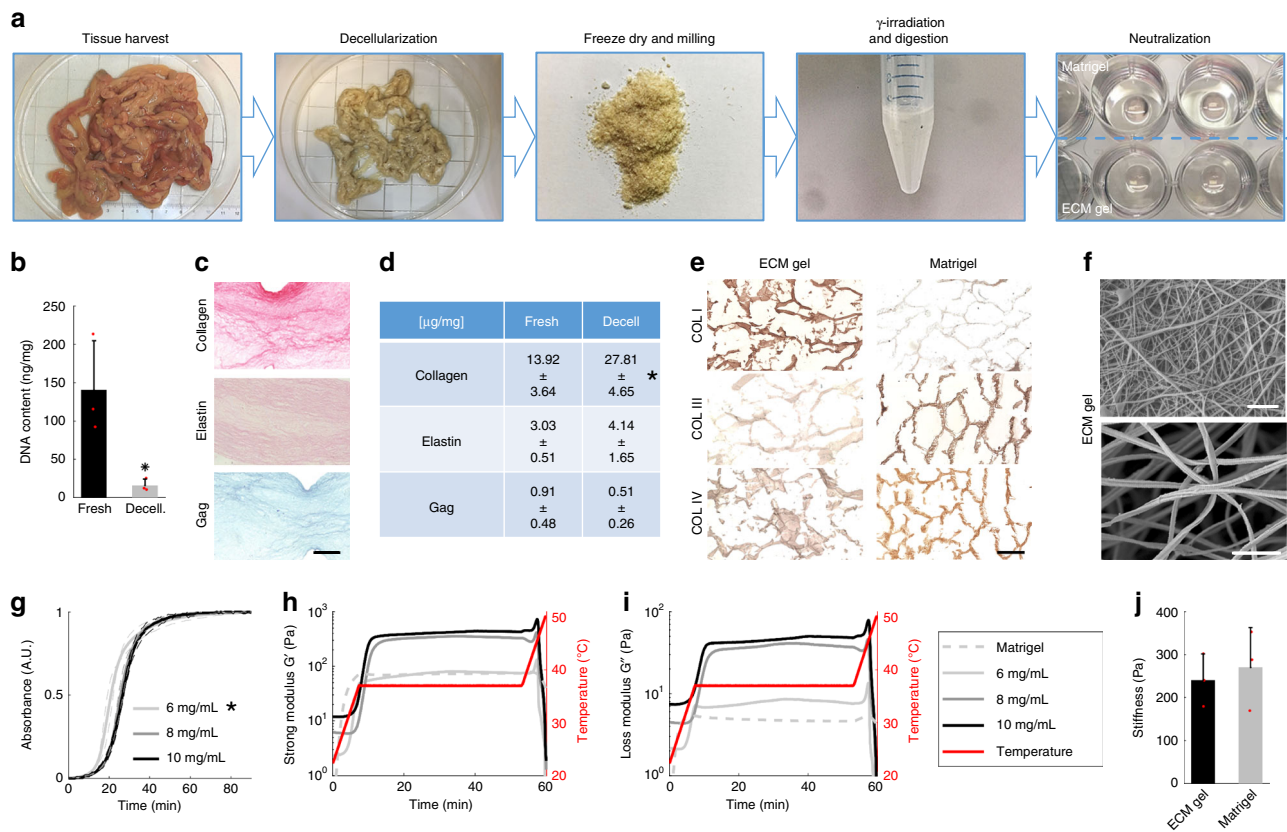 a
Tissue harvest
Decellularization
Freeze dry and milling
γ-irradiation
and digestion
Neutralization
Matrigel
ECM gel
b
DNA content (ng/mg)
250
200
150
100
50
0
*
Fresh
Decell.
c
Collagen
Elastin
Gag
d
[μg/mg] Fresh Decell
Collagen
13.92
±
3.64
27.81
±
4.65
*
Elastin
3.03
±
0.51
4.14
±
1.65
Gag
0.91
±
0.48
0.51
±
0.26
e
ECM gel
Matrigel
COL I
COL III
COL IV
f
ECM gel
g
Absorbance (A.U.)
1
0.5
0
6 mg/mL *
8 mg/mL
10 mg/mL
0 20 40 60 80
Time (min)
h
Strong modulus G′ (Pa)
10³
10²
10¹
10⁰
0 20 40 60
Time (min)
50
40
30
20
Temperature (°C)
i
Loss modulus G″ (Pa)
10²
10¹
10⁰
0 20 40 60
Time (min)
50
40
30
20
Temperature (°C)
Matrigel
6 mg/mL
8 mg/mL
10 mg/mL
Temperature
j
Stiffness (Pa)
400
300
200
100
0
ECM gel
Matrigel